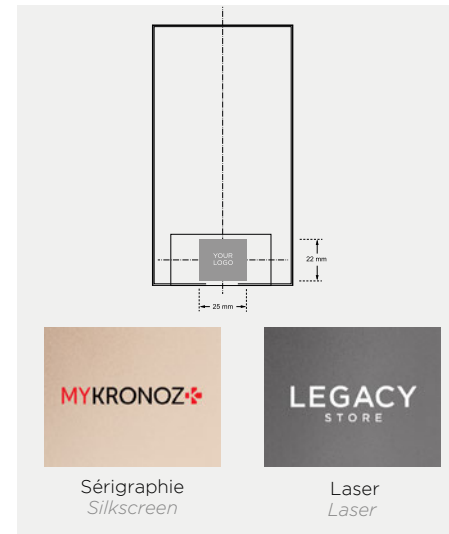 YOUR
LOGO
22 mm
25 mm
MYKRONOZ
LEGACY
STORE
Sérigraphie
Silkscreen
Laser
Laser